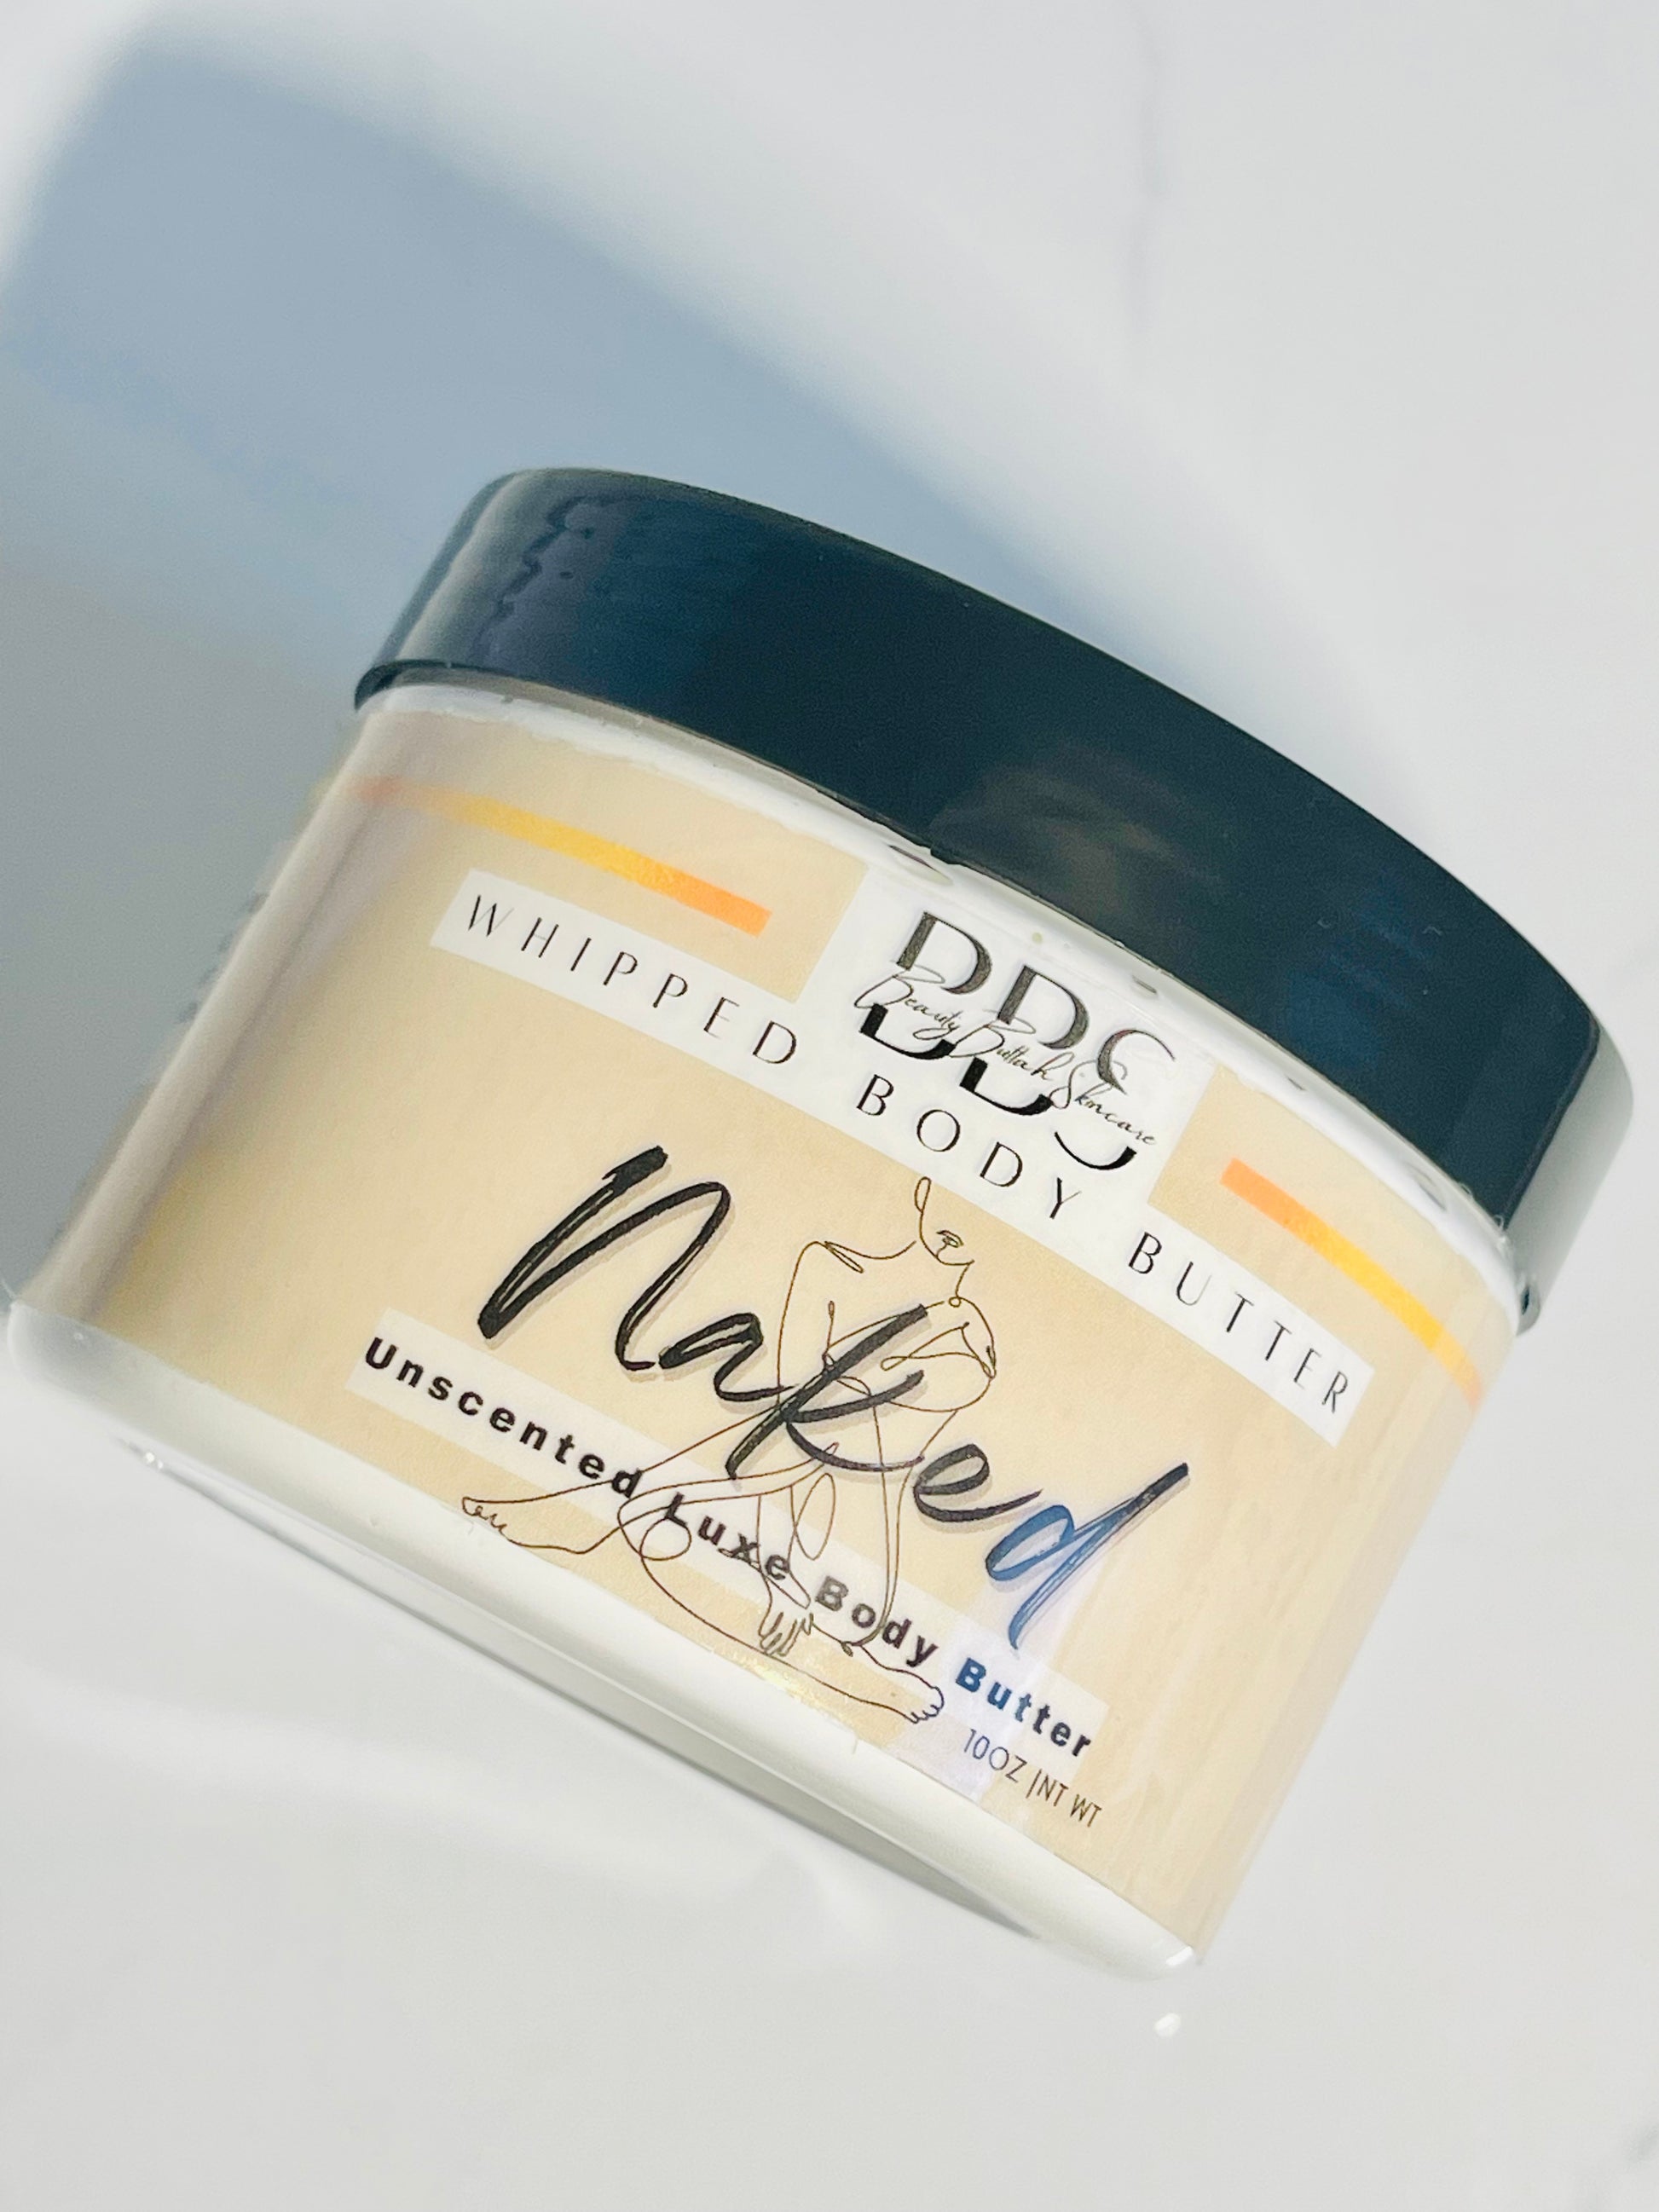 BBS
Beauty Buttah Skincare
WHIPPED BODY BUTTER
Naked
Unscented Luxe Body Butter
10OZ |NT WT